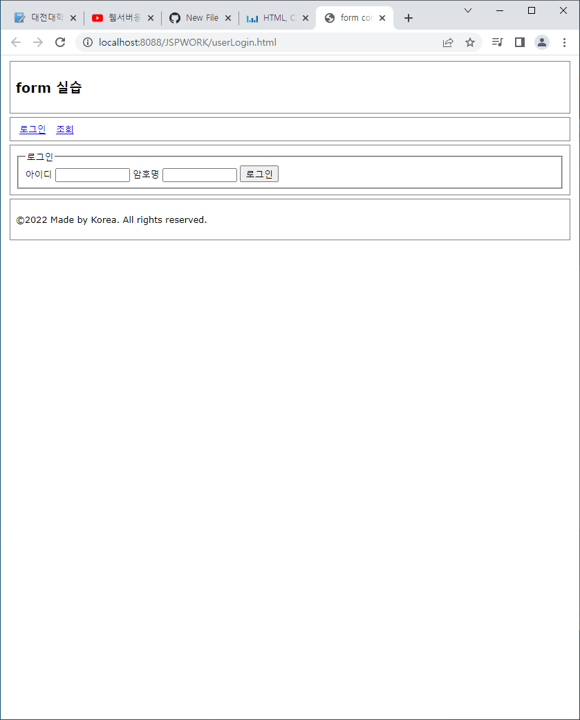 대전대학
웹서버응
New File
HTML, C
form cor
localhost:8088/JSPWORK/userLogin.html
form 실습
로그인 조회
로그인
아이디 암호명 로그인
©2022 Made by Korea. All rights reserved.